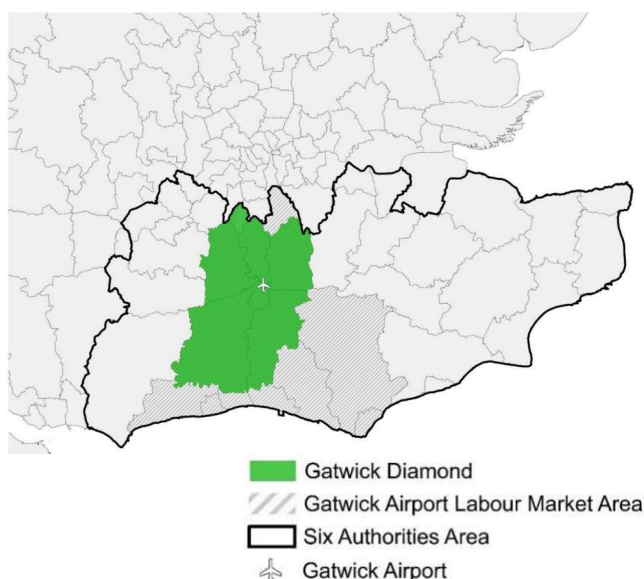 Gatwick Diamond
Gatwick Airport Labour Market Area
Six Authorities Area
Gatwick Airport